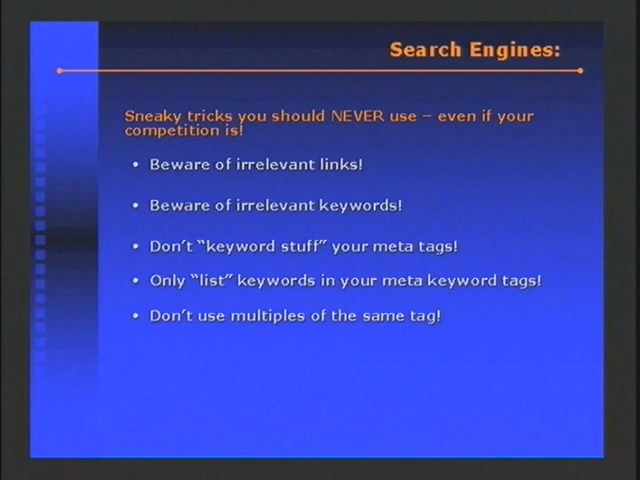 Search Engines:
Sneaky tricks you should NEVER use – even if your
competition is!
• Beware of irrelevant links!
• Beware of irrelevant keywords!
• Don't “keyword stuff” your meta tags!
• Only “list” keywords in your meta keyword tags!
• Don't use multiples of the same tag!